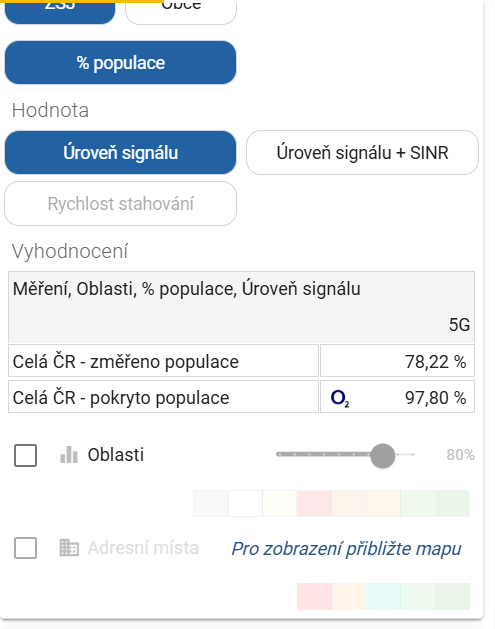 ZSJ Obce
% populace
Hodnota
Úroveň signálu Úroveň signálu + SINR
Rychlost stahování
Vyhodnocení
Měření, Oblasti, % populace, Úroveň signálu
5G
Celá ČR - změřeno populace 78,22 %
Celá ČR - pokryto populace O2 97,80 %
Oblasti 80%
Adresní místa Pro zobrazení přibližte mapu